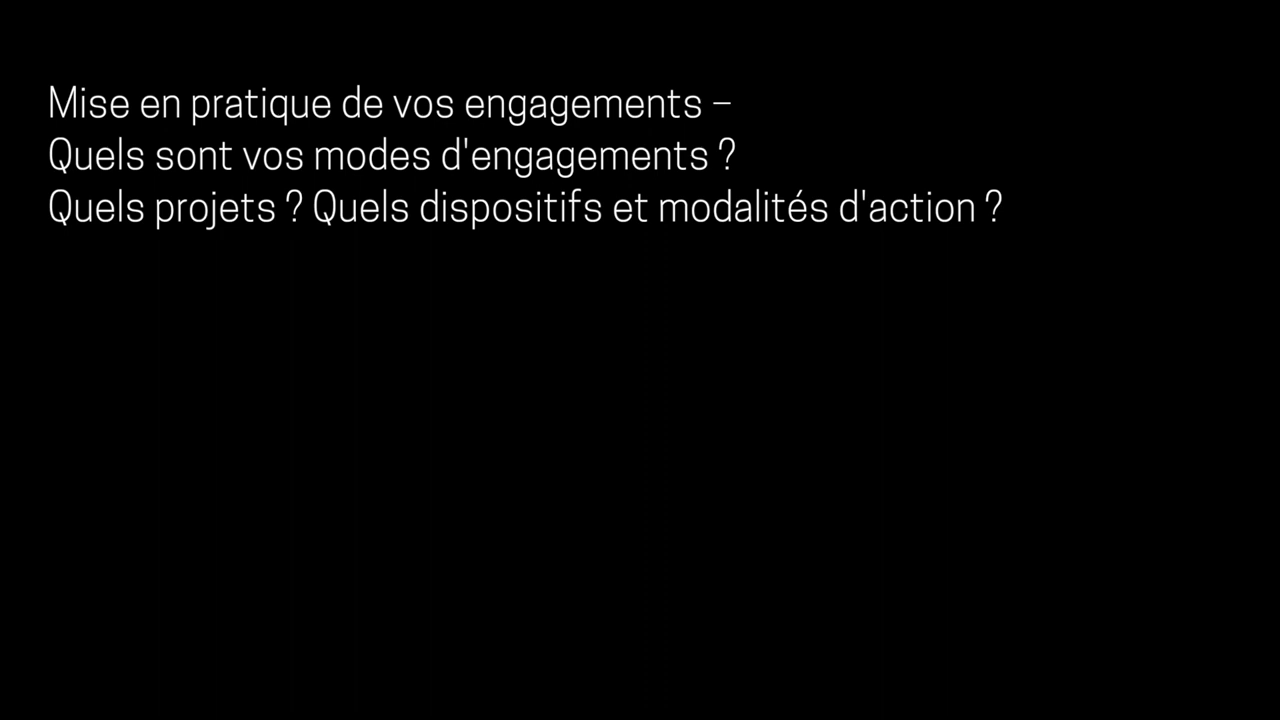 Mise en pratique de vos engagements –
Quels sont vos modes d'engagements ?
Quels projets ? Quels dispositifs et modalités d'action ?